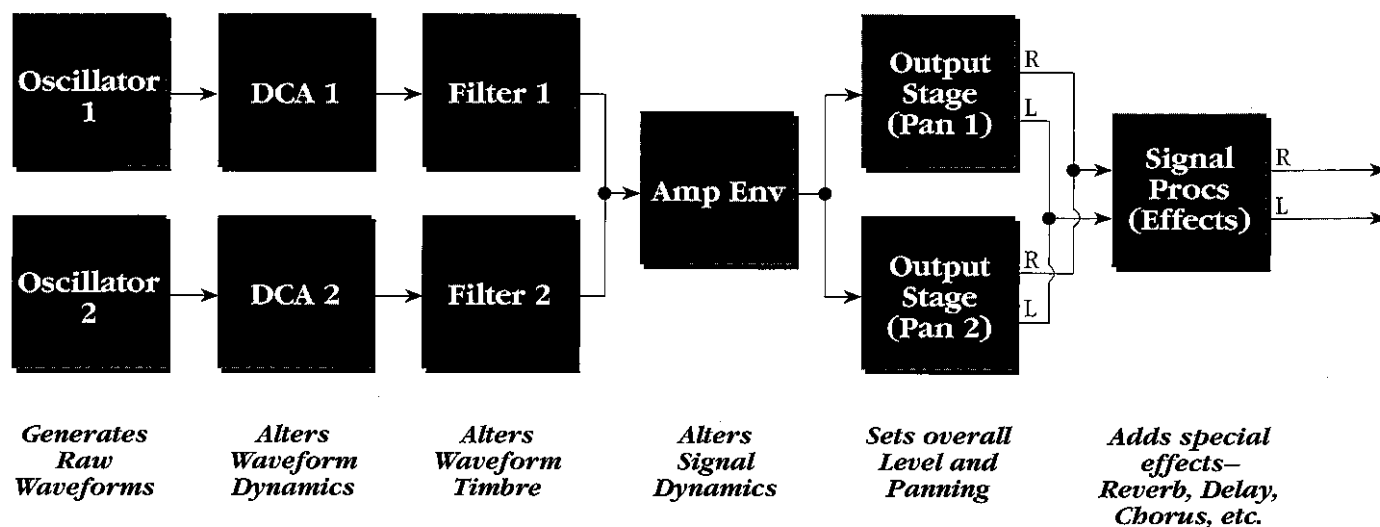 Oscillator
1
DCA 1
Filter 1
Amp Env
Output
Stage
(Pan 1)
R
L
Signal
Procs
(Effects)
R
L
Oscillator
2
DCA 2
Filter 2
Output
Stage
(Pan 2)
R
L
Generates
Raw
Waveforms
Alters
Waveform
Dynamics
Alters
Waveform
Timbre
Alters
Signal
Dynamics
Sets overall
Level and
Panning
Adds special
effects–
Reverb, Delay,
Chorus, etc.